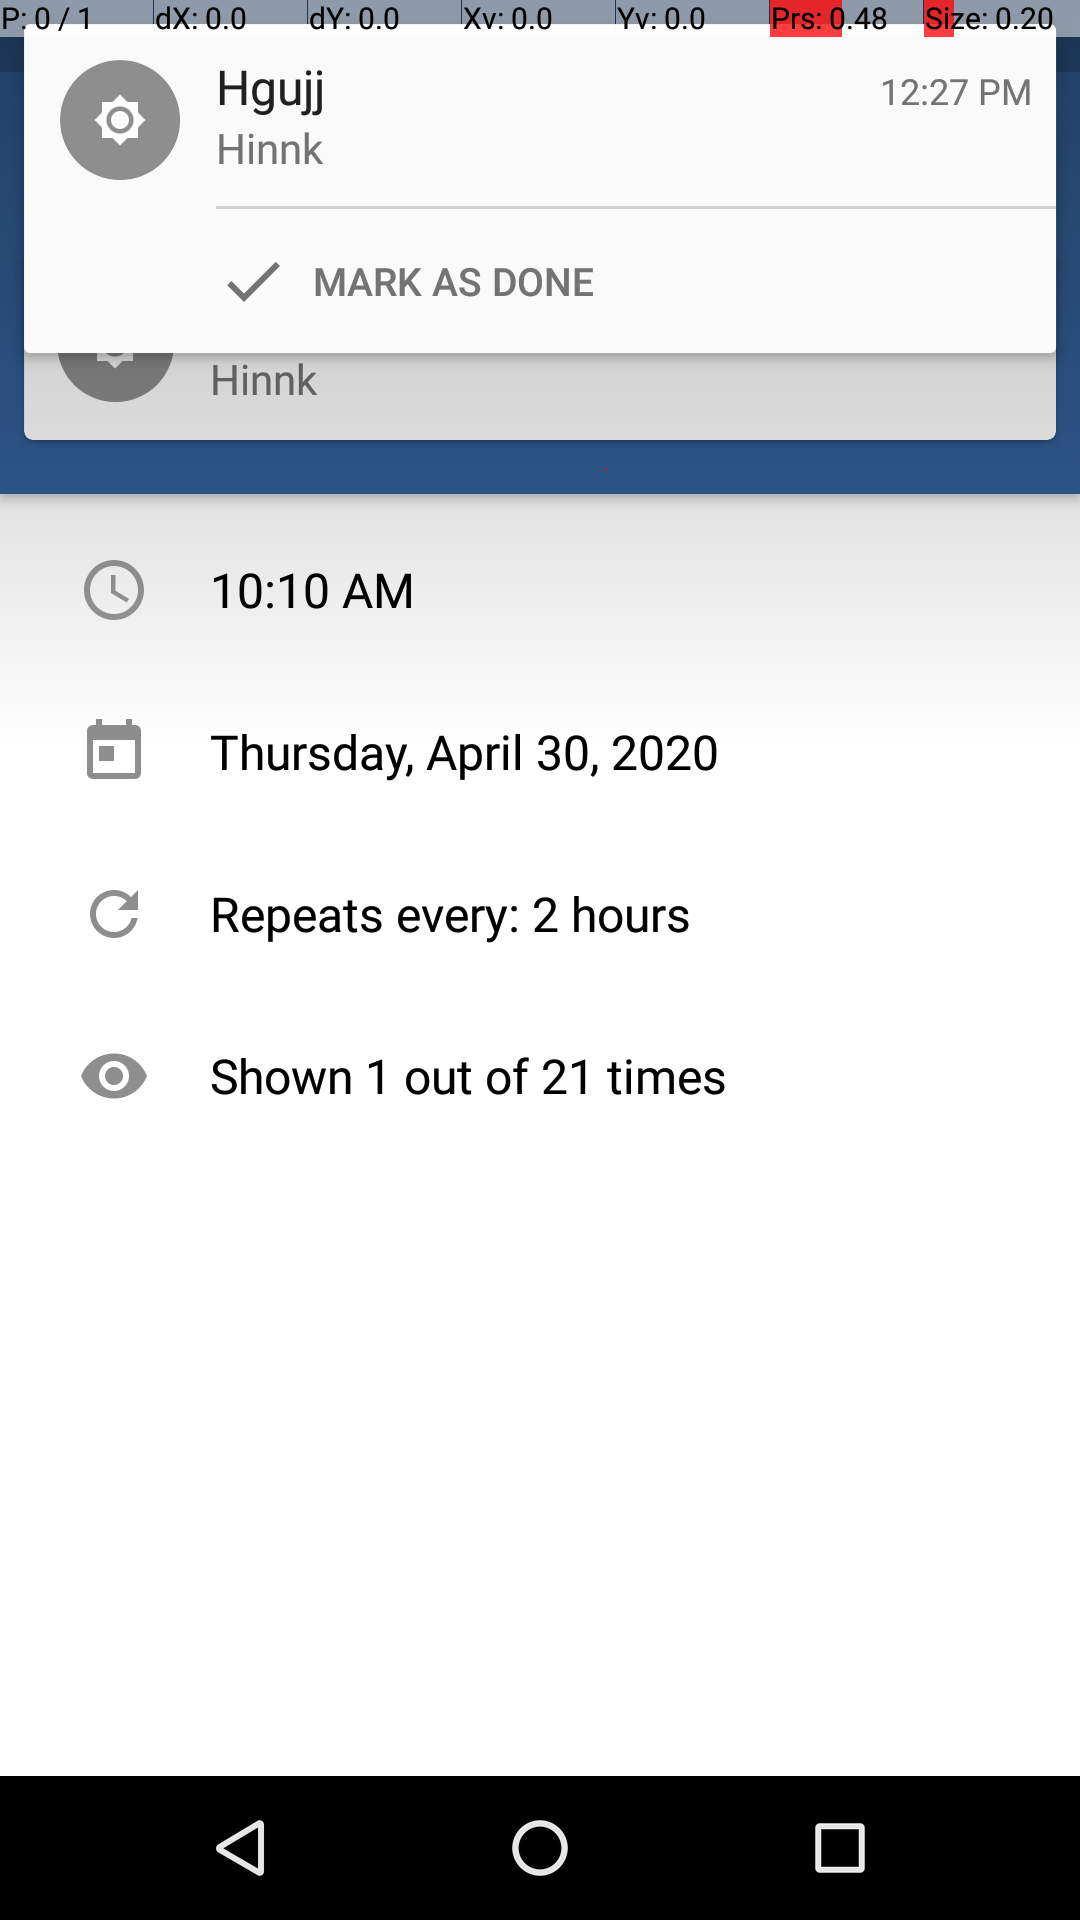 P: 0 / 1 dX: 0.0 dY: 0.0 Xv: 0.0 Yv: 0.0 Prs: 0.48 Size: 0.20
Hgujj 12:27 PM
Hinnk
MARK AS DONE
Hinnk
10:10 AM
Thursday, April 30, 2020
Repeats every: 2 hours
Shown 1 out of 21 times